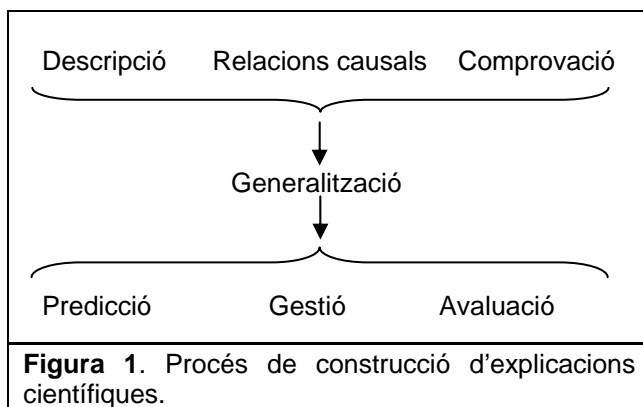 Descripció Relacions causals Comprovació
Generalització
Predicció Gestió Avaluació
Figura 1. Procés de construcció d'explicacions
científiques.